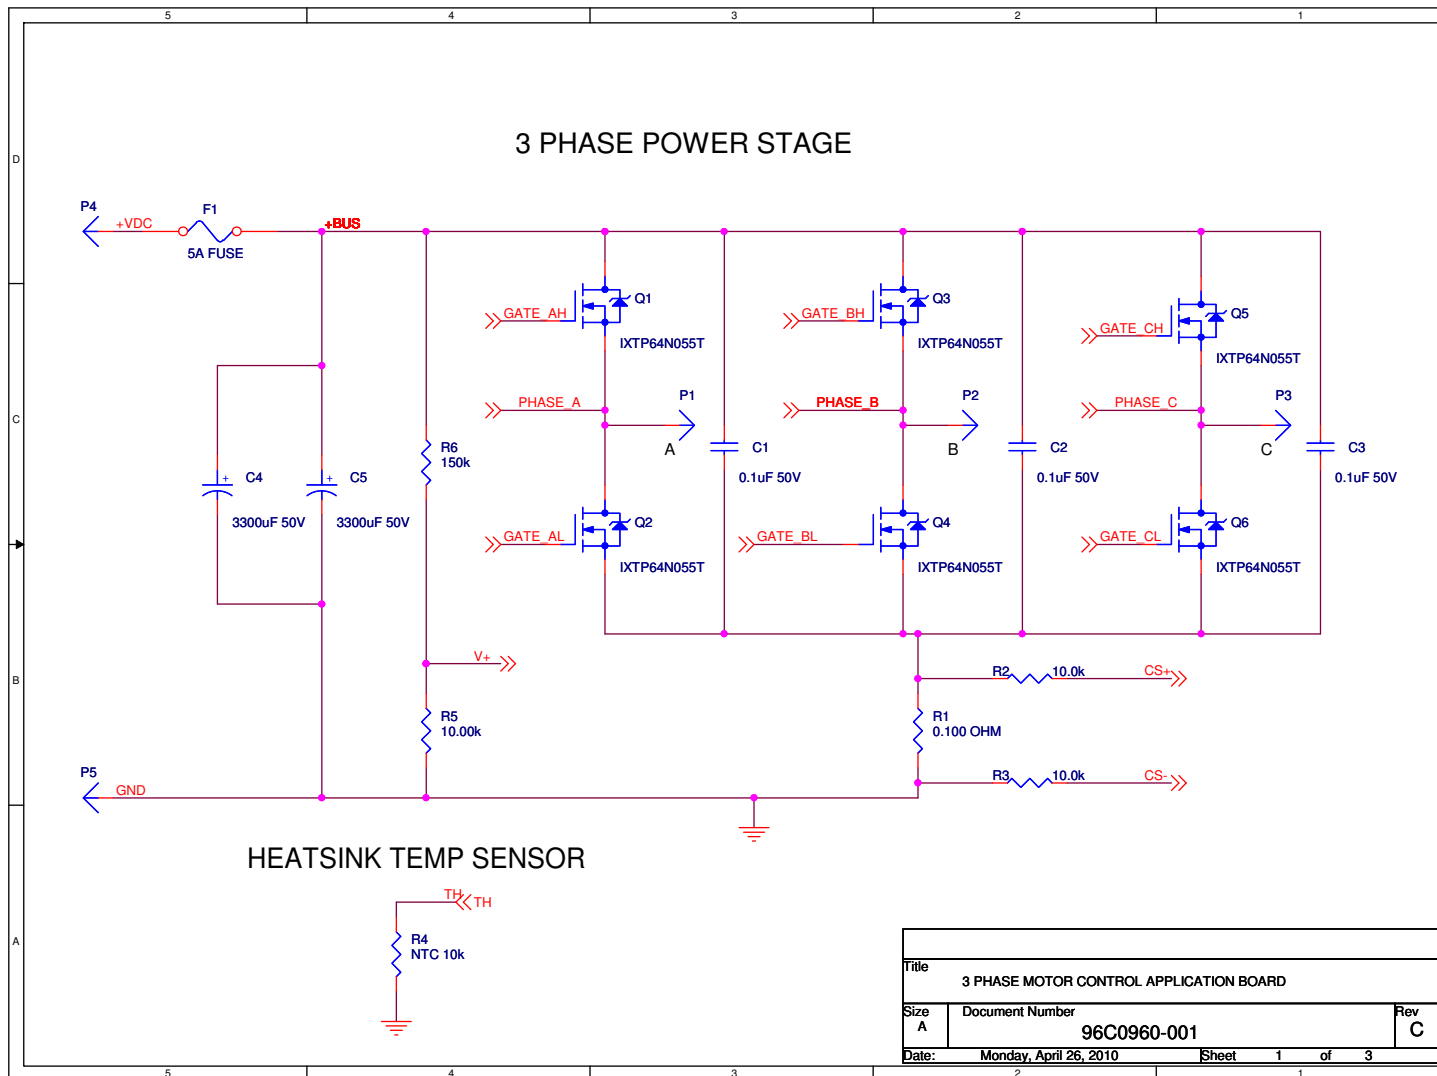 5 4 3 2 1
D
3 PHASE POWER STAGE
P4
+VDC
F1
5A FUSE
+BUS
GATE_AH
Q1
IXTP64N055T
GATE_BH
Q3
IXTP64N055T
GATE_CH
Q5
IXTP64N055T
C
PHASE_A
P1
A
PHASE_B
P2
B
PHASE_C
P3
C
R6
150k
C1
0.1uF 50V
C2
0.1uF 50V
C3
0.1uF 50V
+ C4
3300uF 50V
+ C5
3300uF 50V
GATE_AL
Q2
IXTP64N055T
GATE_BL
Q4
IXTP64N055T
GATE_CL
Q6
IXTP64N055T
B
V+
R2 10.0k CS+
R5
10.00k
R1
0.100 OHM
R3 10.0k CS-
P5
GND
HEATSINK TEMP SENSOR
TH
TH
A
R4
NTC 10k
Title
3 PHASE MOTOR CONTROL APPLICATION BOARD
Size
A
Document Number
96C0960-001
Rev
C
Date: Monday, April 26, 2010 Sheet 1 of 3
5 4 3 2 1